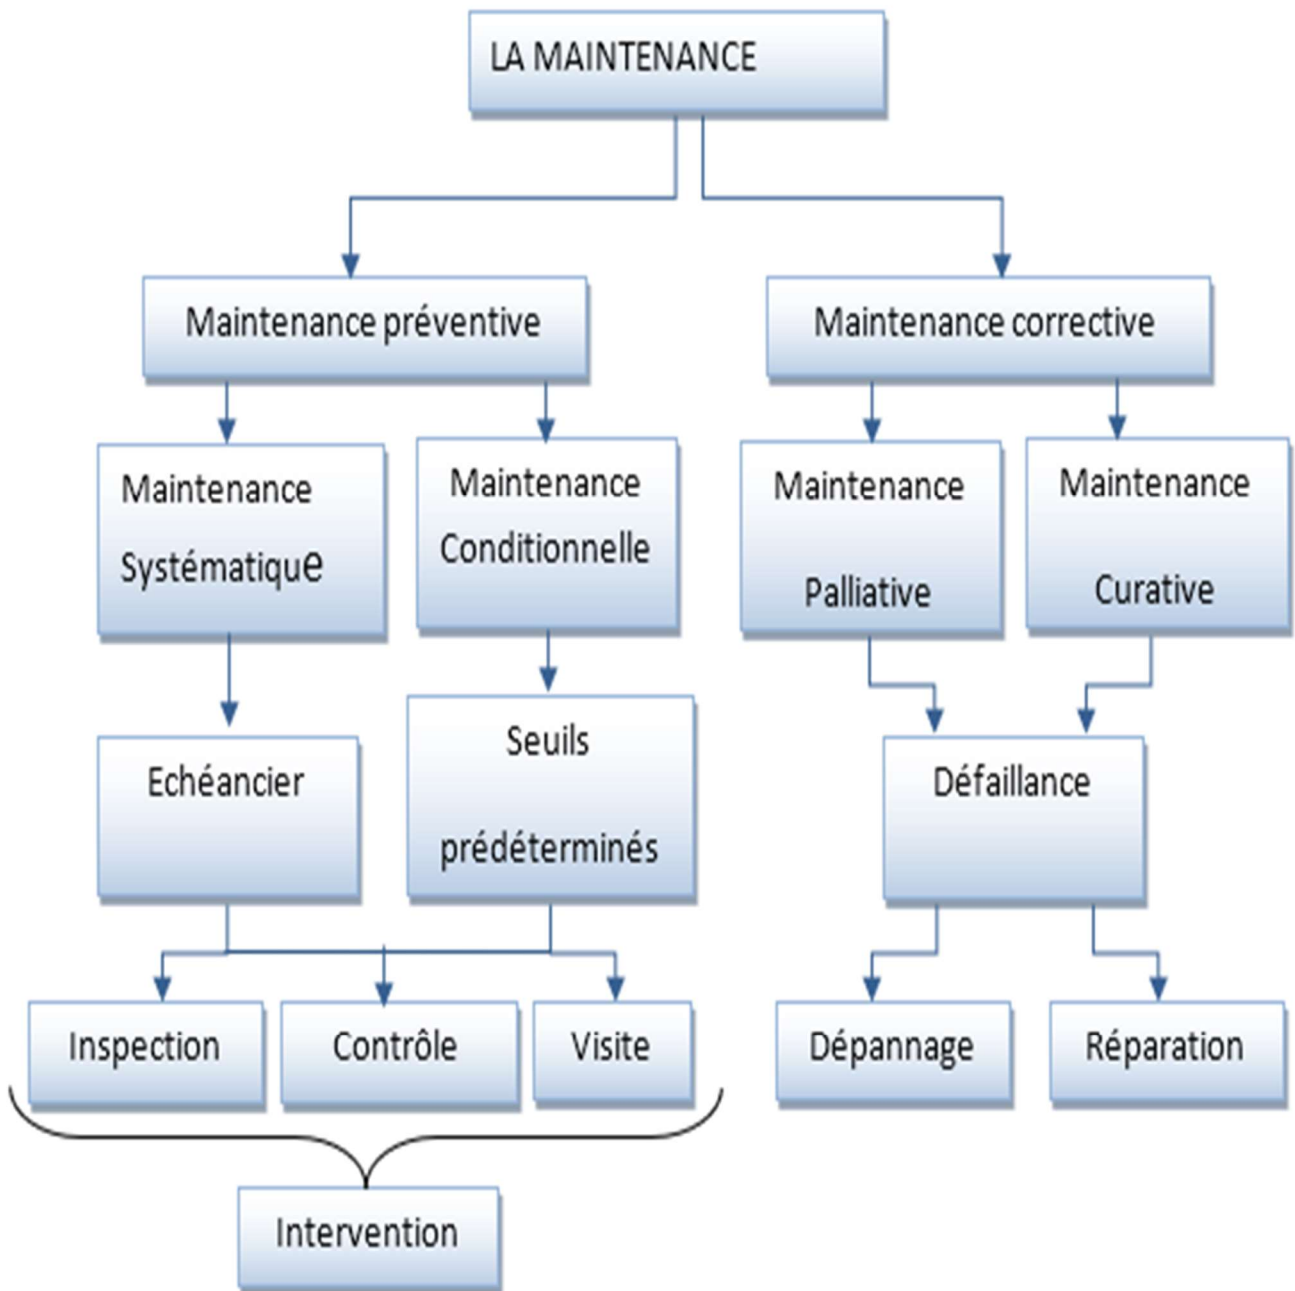 LA MAINTENANCE
Maintenance préventive
Maintenance corrective
Maintenance
Systématique
Maintenance
Conditionnelle
Maintenance
Palliative
Maintenance
Curative
Echéancier
Seuils
prédéterminés
Défaillance
Inspection
Contrôle
Visite
Dépannage
Réparation
Intervention